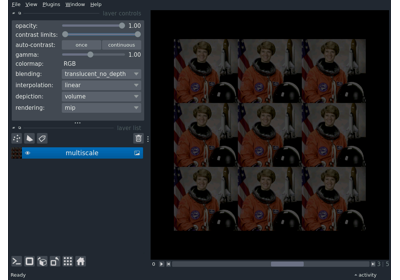 File View Plugins Window Help
layer controls
opacity: 1.00
contrast limits:
auto-contrast: once continuous
gamma: 1.00
colormap: RGB
blending: translucent_no_depth
interpolation: linear
depiction: volume
rendering: mip
layer list
multiscale
Ready
activity